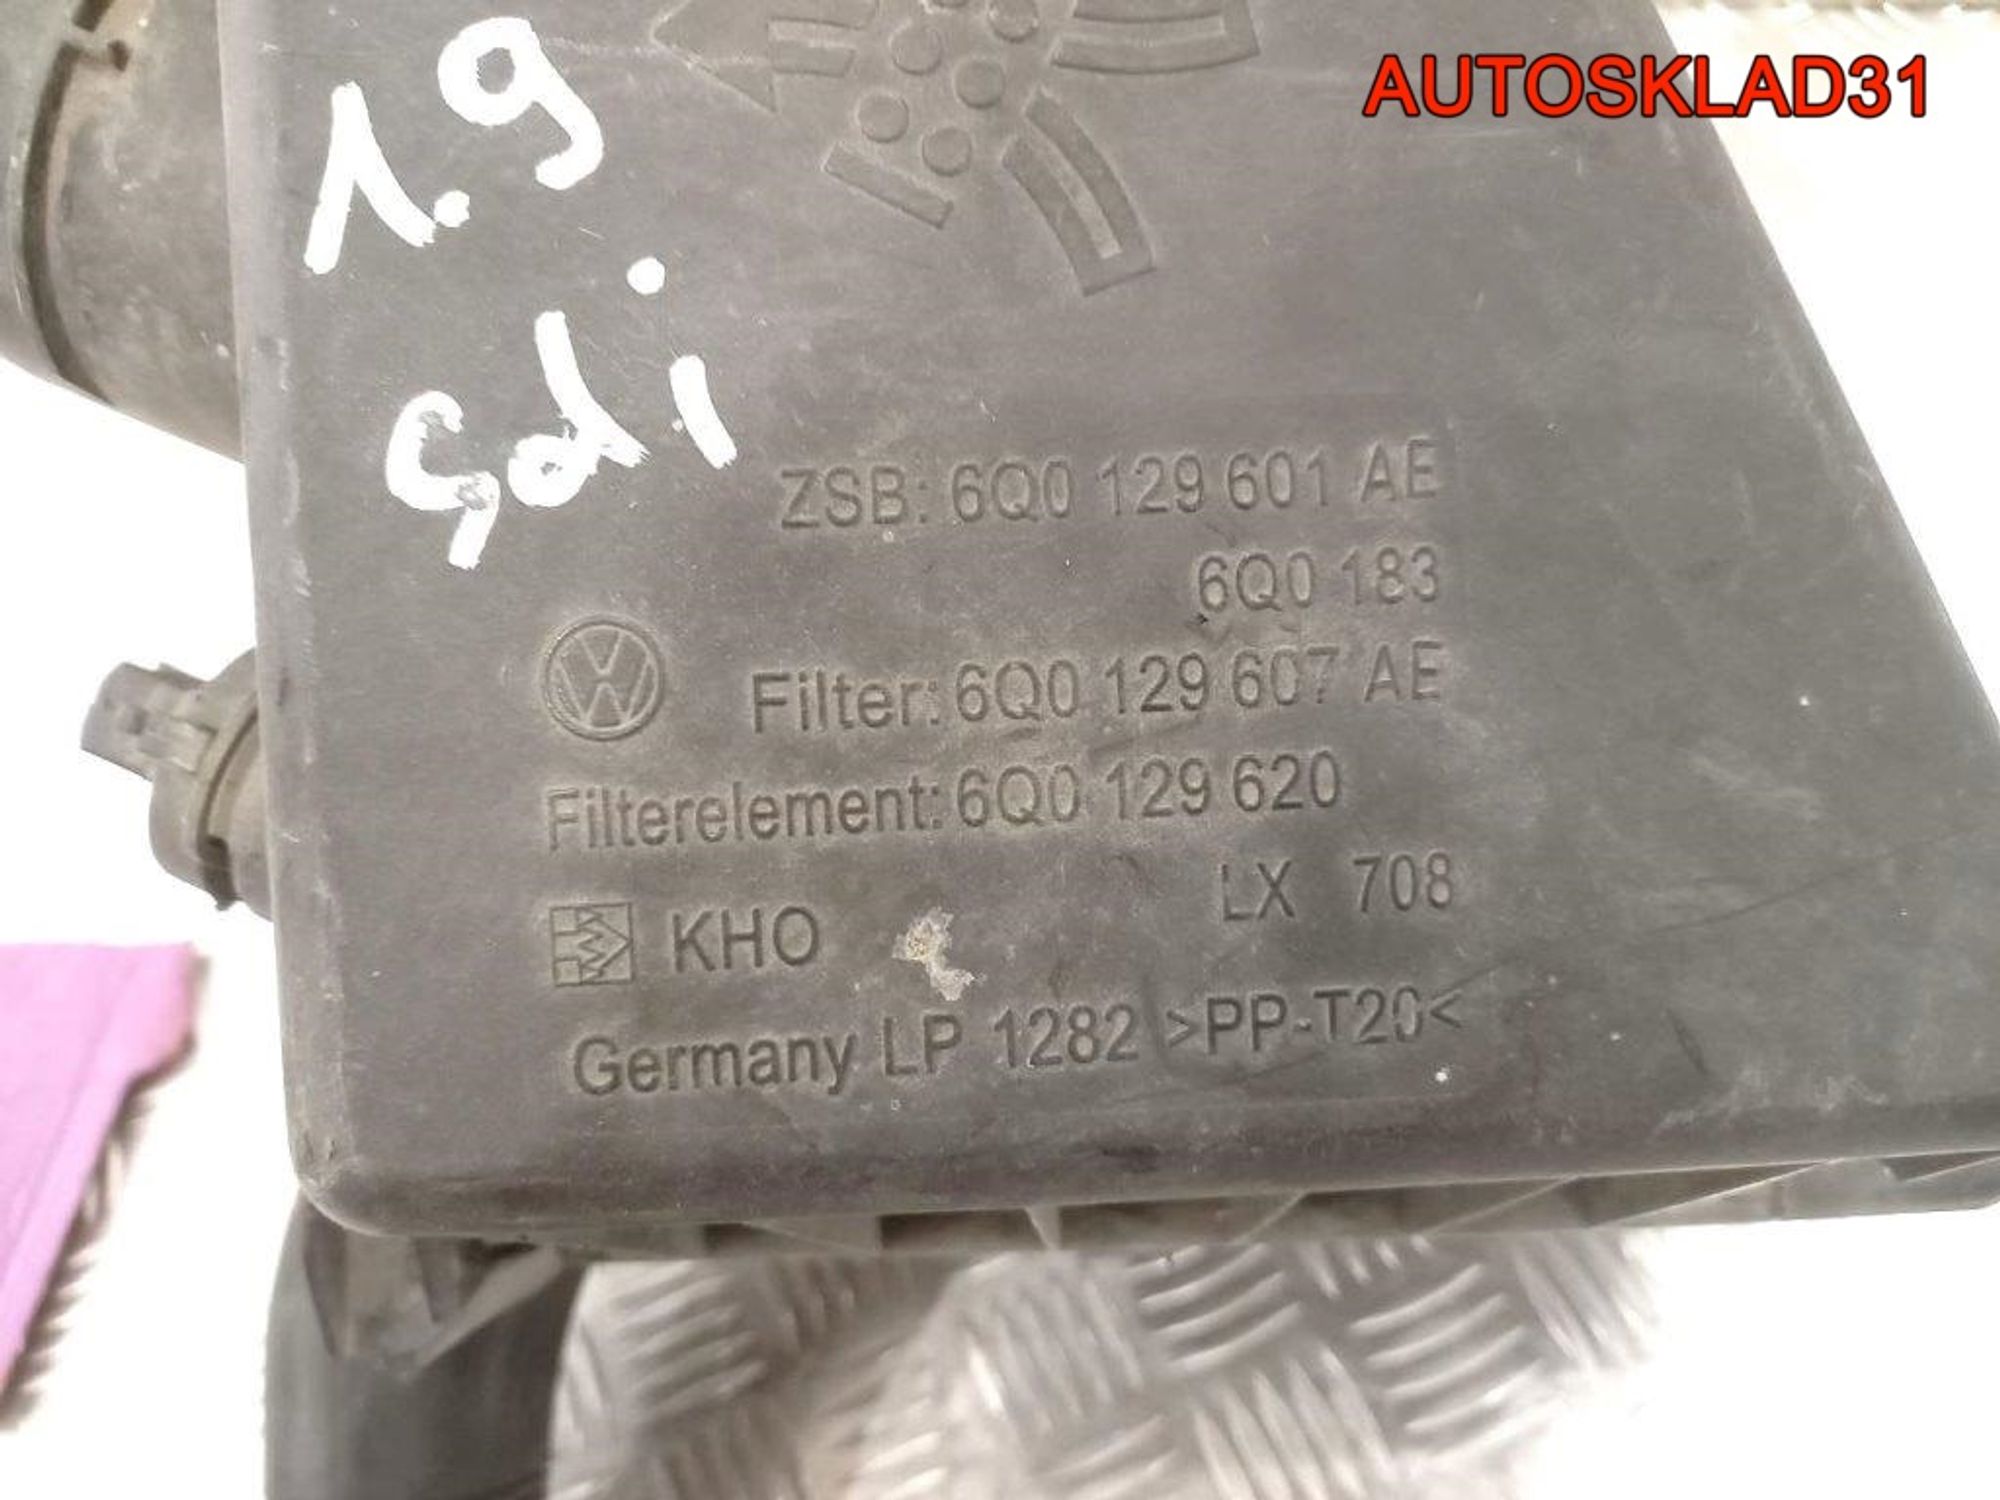 AUTOSKLAD31
1.9
sdi
ZSB: 6Q0 129 601 AE
6Q0 183
Filter: 6Q0 129 607 AE
Filterelement: 6Q0 129 620
LX 708
KHO
Germany LP 1282 >PP-T20<